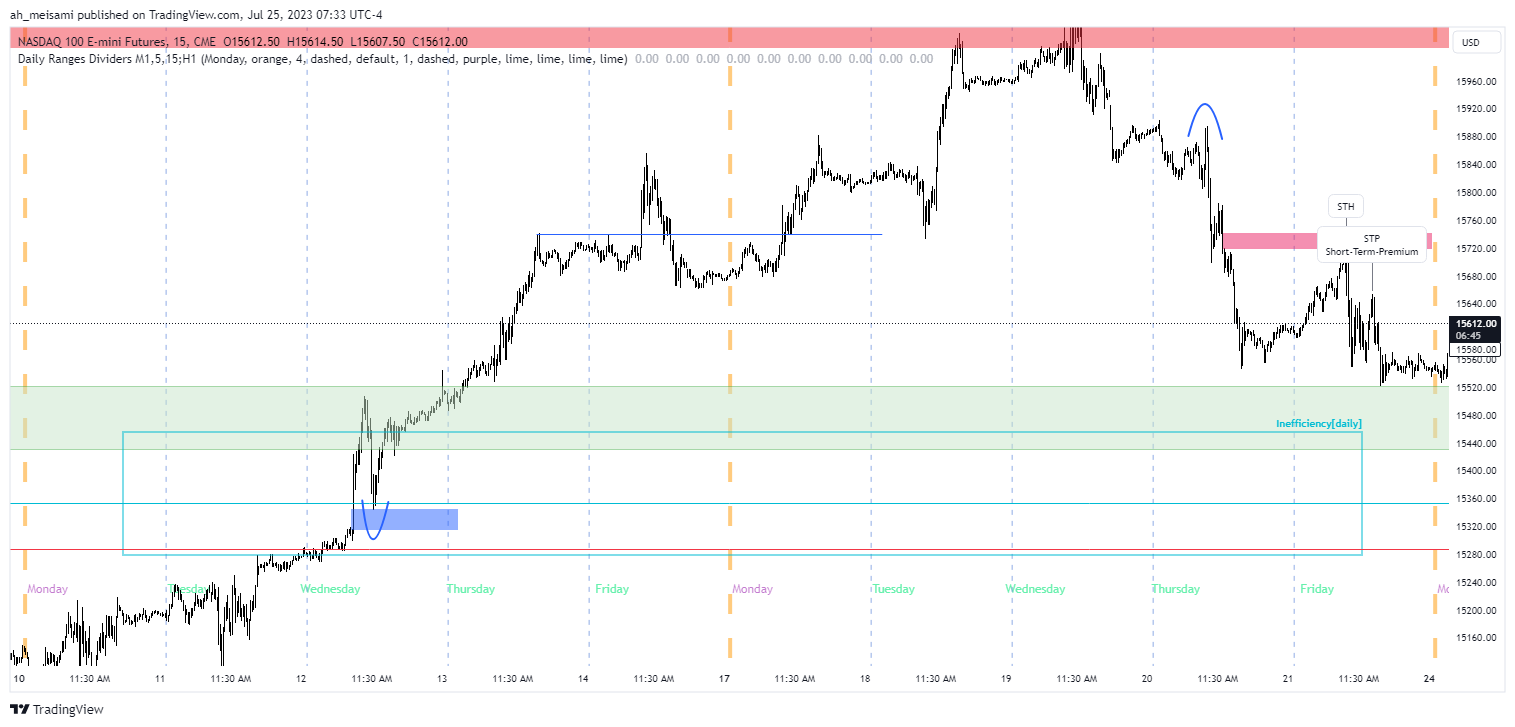 ah_meisami published on TradingView.com, Jul 25, 2023 07:33 UTC-4
NASDAQ 100 E-mini Futures, 15, CME O15612.50 H15614.50 L15607.50 C15612.00
USD
Daily Ranges Dividers M1,5,15;H1 (Monday, orange, 4, dashed, default, 1, dashed, purple, lime, lime, lime, lime) 0.00 0.00 0.00 0.00 0.00 0.00 0.00 0.00 0.00 0.00
15960.00
15920.00
15880.00
15840.00
15800.00
STH
15760.00
STP
Short-Term-Premium
15720.00
15680.00
15640.00
15612.00
06:45
15580.00
15560.00
15520.00
15480.00
Inefficiency[daily]
15440.00
15400.00
15360.00
15320.00
15280.00
Monday Tuesday Wednesday Thursday Friday Monday Tuesday Wednesday Thursday Friday Mo
15240.00
15200.00
15160.00
10 11:30 AM 11 11:30 AM 12 11:30 AM 13 11:30 AM 14 11:30 AM 17 11:30 AM 18 11:30 AM 19 11:30 AM 20 11:30 AM 21 11:30 AM 24
TradingView